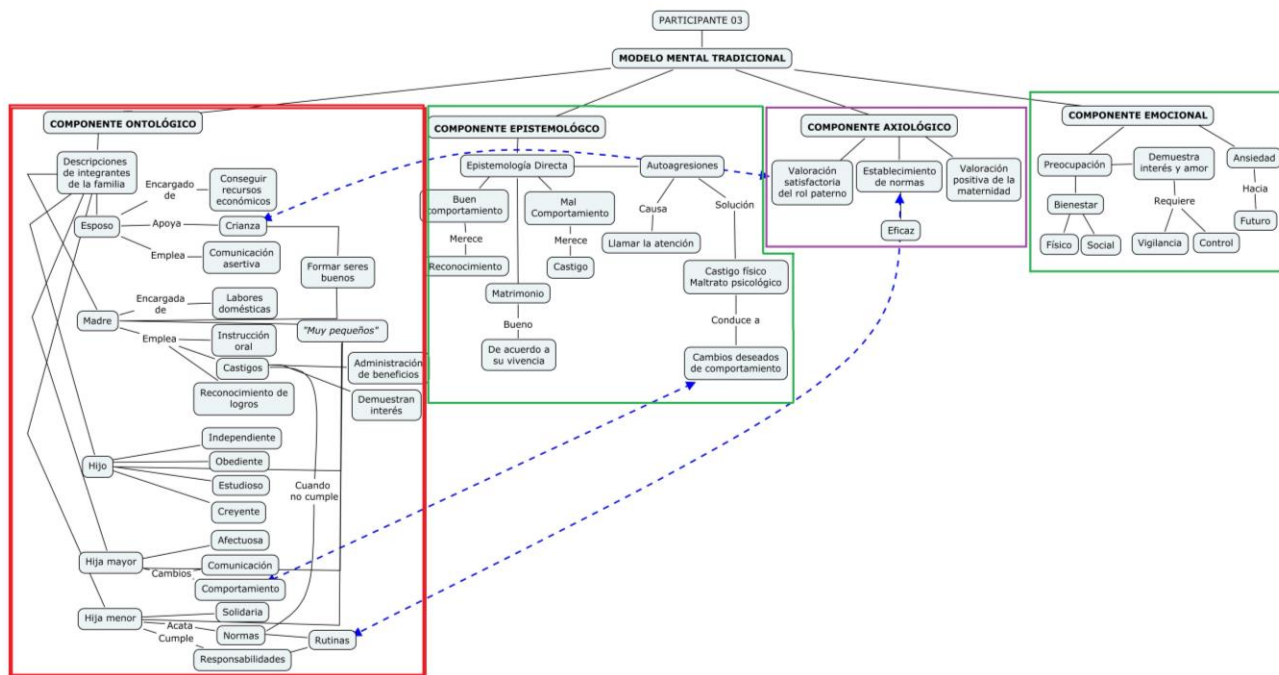 PARTICIPANTE 03
MODELO MENTAL TRADICIONAL
COMPONENTE ONTOLÓGICO
Descripciones
de integrantes
de la familia
Encargado
de
Conseguir
recursos
económicos
Esposo
Apoya
Crianza
Emplea
Comunicación
asertiva
Formar seres
buenos
Madre
Encargada
de
Labores
domésticas
"Muy pequeños"
Emplea
Instrucción
oral
Castigos
Administración
de beneficios
Reconocimiento de
logros
Demuestran
interés
Hijo
Independiente
Obediente
Estudioso
Creyente
Cuando
no cumple
Hija mayor
Afectuosa
Cambios
Comunicación
Comportamiento
Hija menor
Solidaria
Acata
Normas
Cumple
Rutinas
Responsabilidades
COMPONENTE EPISTEMOLÓGCO
Epistemología Directa
Autoagresiones
Buen
comportamiento
Merece
Reconocimiento
Mal
Comportamiento
Merece
Castigo
Matrimonio
Bueno
De acuerdo a
su vivencia
Causa
Llamar la atención
Solución
Castigo físico
Maltrato psicológico
Conduce a
Cambios deseados
de comportamiento
COMPONENTE AXIOLÓGICO
Valoración
satisfactoria
del rol paterno
Establecimiento
de normas
Valoración
positiva de la
maternidad
Eficaz
COMPONENTE EMOCIONAL
Preocupación
Demuestra
interés y amor
Ansiedad
Bienestar
Físico
Social
Requiere
Vigilancia
Control
Hacia
Futuro